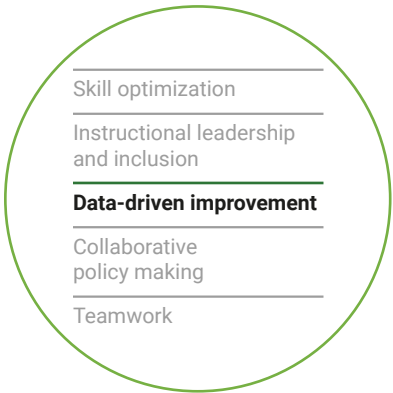 Skill optimization
Instructional leadership
and inclusion
Data-driven improvement
Collaborative
policy making
Teamwork